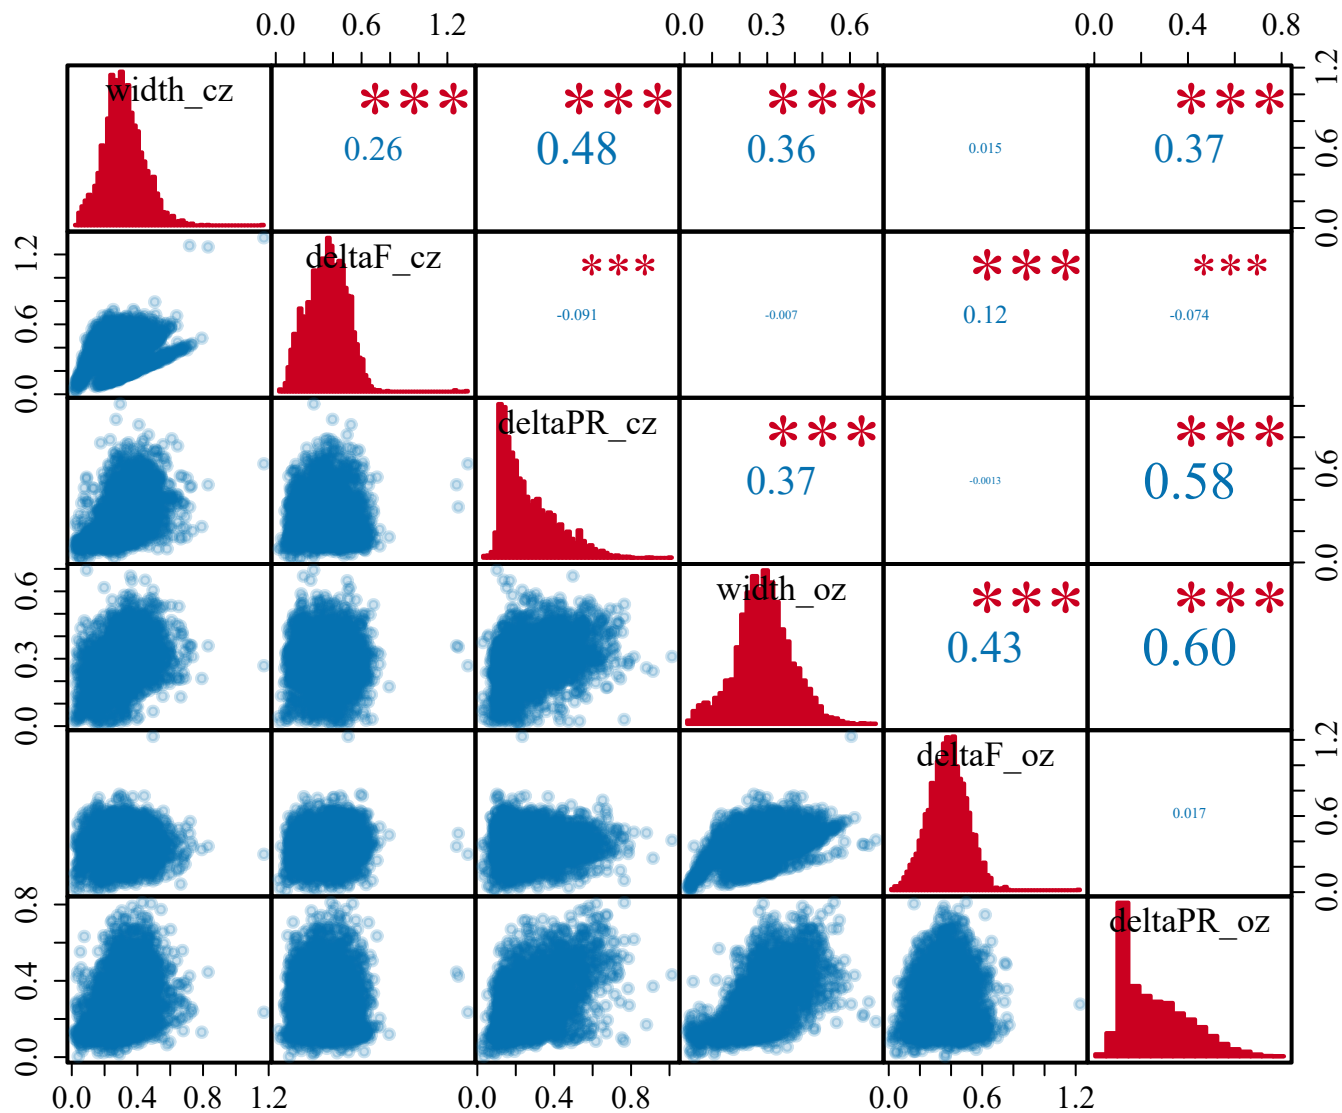 0.0 0.6 1.2 0.0 0.3 0.6 0.0 0.4 0.8
width_cz *** *** *** *** 1.2
0.26 0.48 0.36 0.015 0.37 0.6
0.0
1.2 deltaF_cz *** *** ***
0.6 -0.091 -0.007 0.12 -0.074
0.0
deltaPR_cz *** ***
0.37 -0.0013 0.58 0.6
0.0
0.6 width_oz *** ***
0.3 0.43 0.60
0.0
deltaF_oz 1.2
0.017 0.6
0.0
0.8 deltaPR_oz
0.4
0.0
0.0 0.4 0.8 1.2 0.0 0.4 0.8 0.0 0.6 1.2